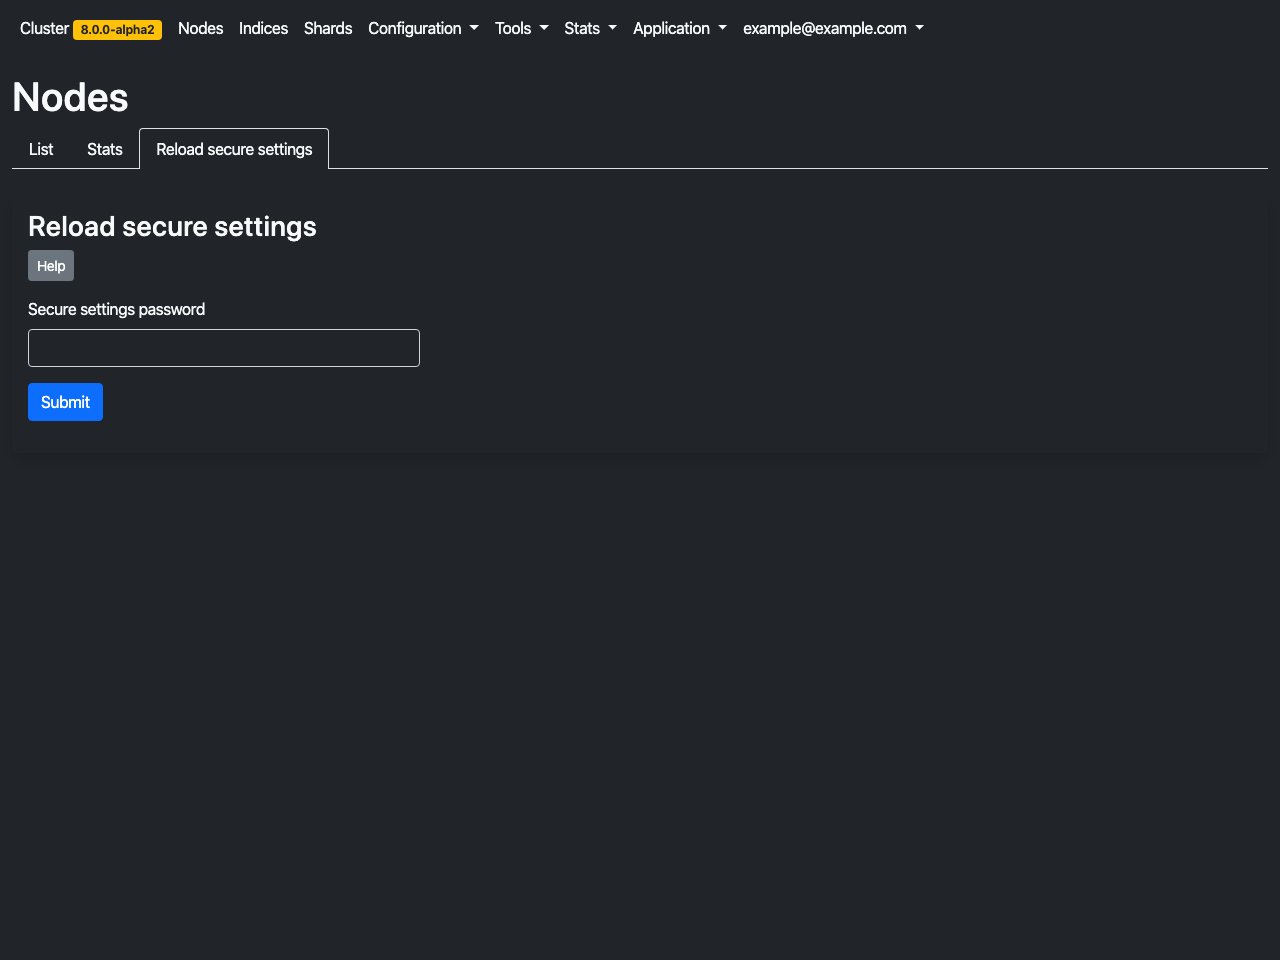 Cluster 8.0.0-alpha2 Nodes Indices Shards Configuration Tools Stats Application example@example.com
Nodes
List Stats Reload secure settings
Reload secure settings
Help
Secure settings password
Submit